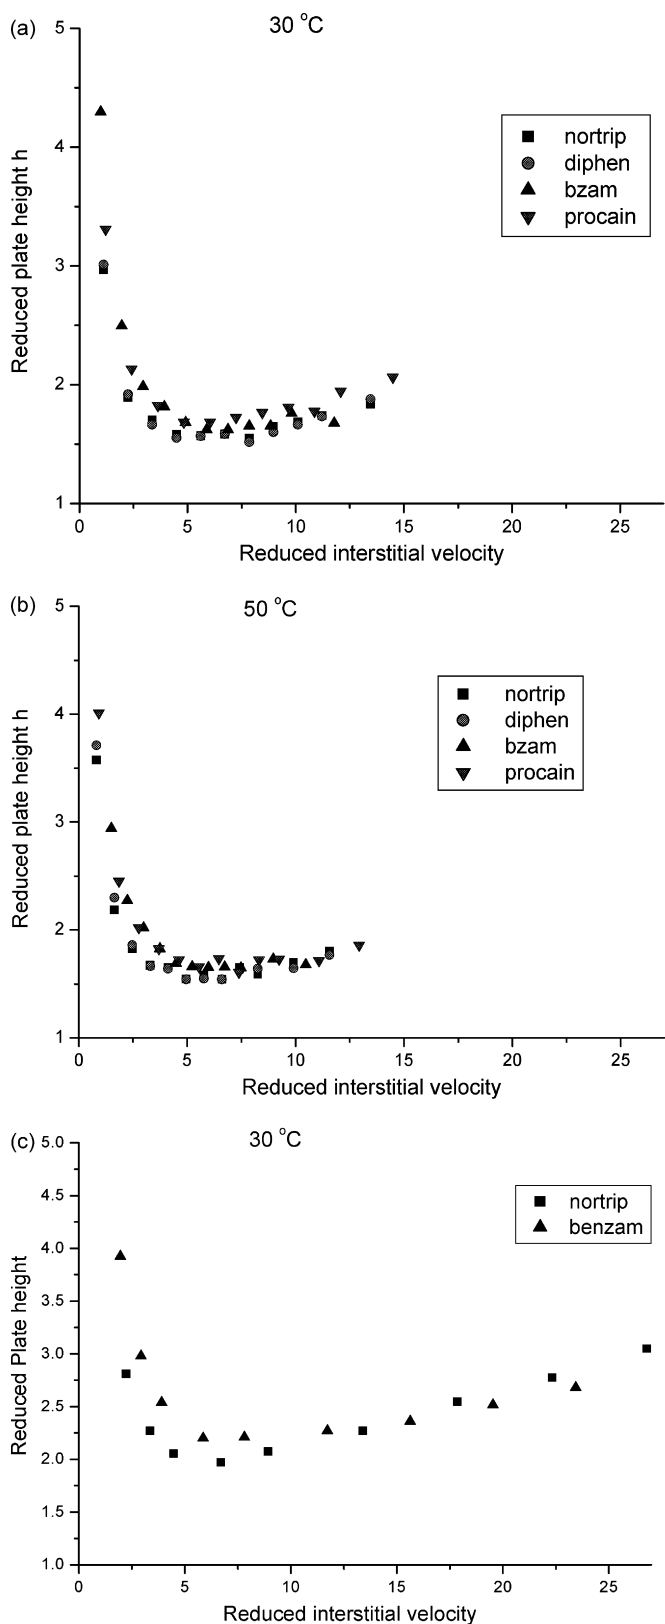 (a)
30 °C
5
4
3
2
1
0 5 10 15 20 25
Reduced plate height h
Reduced interstitial velocity
nortrip
diphen
bzam
procain
(b)
50 °C
5
4
3
2
1
0 5 10 15 20 25
Reduced plate height h
Reduced interstitial velocity
nortrip
diphen
bzam
procain
(c)
30 °C
5.0
4.5
4.0
3.5
3.0
2.5
2.0
1.5
1.0
0 5 10 15 20 25
Reduced Plate height
Reduced interstitial velocity
nortrip
benzam